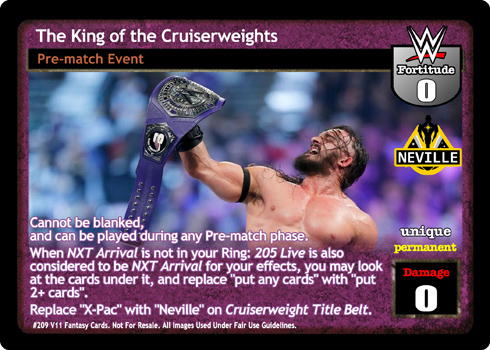 The King of the Cruiserweights
Pre-match Event
W
Fortitude
0
NEVILLE
Cannot be blanked,
and can be played during any Pre-match phase.
When NXT Arrival is not in your Ring: 205 Live is also
considered to be NXT Arrival for your effects, you may look
at the cards under it, and replace "put any cards" with "put
2+ cards".
Replace "X-Pac" with "Neville" on Cruiserweight Title Belt.
unique
permanent
Damage
0
#209 V11 Fantasy Cards. Not For Resale. All Images Used Under Fair Use Guidelines.